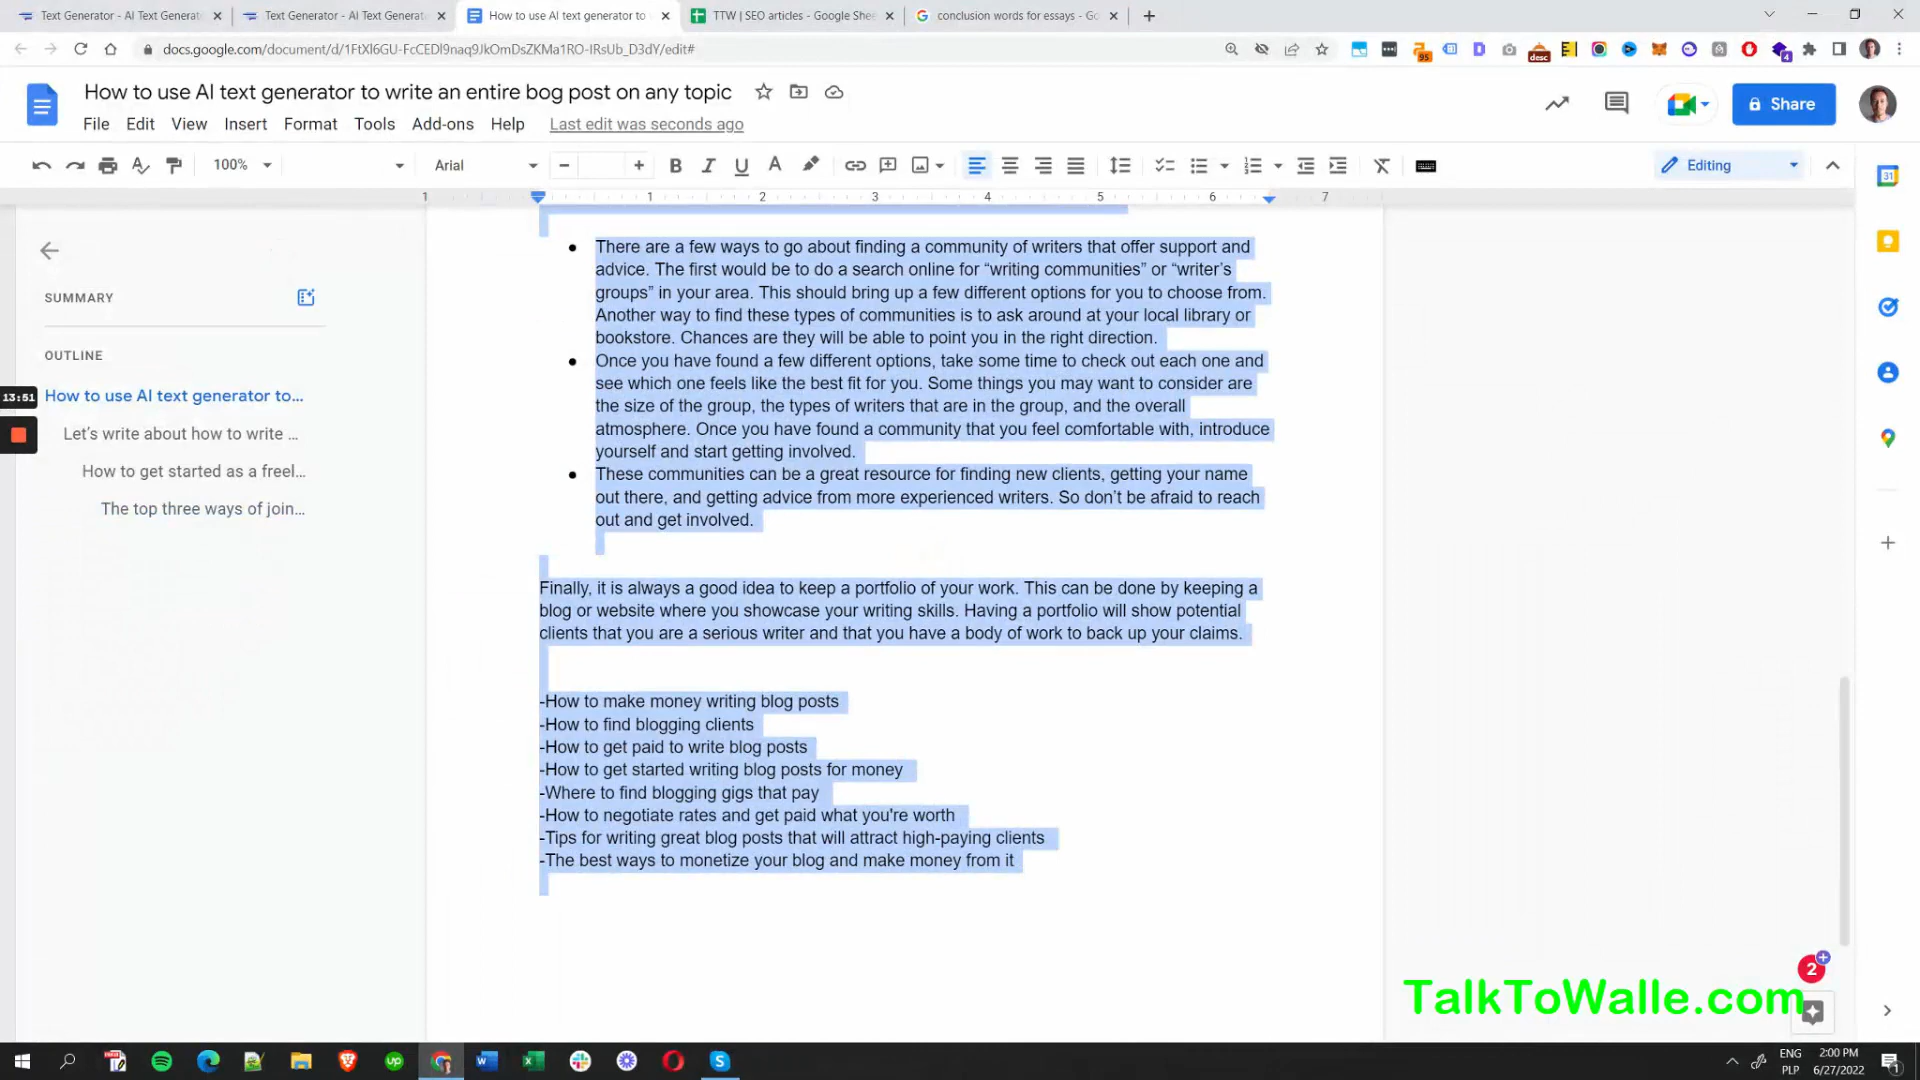 Text Generator - AI Text Generat
Text Generator - AI Text Generat
How to use AI text generator to
TTW | SEO articles - Google Shee
conclusion words for essays - Go
docs.google.com/document/d/1FtXl6GU-FcCEDl9naq9JkOmDsZKMa1RO-IRsUb_D3dY/edit#
How to use AI text generator to write an entire bog post on any topic
Share
File Edit View Insert Format Tools Add-ons Help Last edit was seconds ago
100% Arial Editing
1 1 2 3 4 5 6 7
SUMMARY
OUTLINE
How to use AI text generator to...
Let's write about how to write ...
How to get started as a freel...
The top three ways of join...
13:51
There are a few ways to go about finding a community of writers that offer support and
advice. The first would be to do a search online for “writing communities” or “writer’s
groups” in your area. This should bring up a few different options for you to choose from.
Another way to find these types of communities is to ask around at your local library or
bookstore. Chances are they will be able to point you in the right direction.
Once you have found a few different options, take some time to check out each one and
see which one feels like the best fit for you. Some things you may want to consider are
the size of the group, the types of writers that are in the group, and the overall
atmosphere. Once you have found a community that you feel comfortable with, introduce
yourself and start getting involved.
These communities can be a great resource for finding new clients, getting your name
out there, and getting advice from more experienced writers. So don’t be afraid to reach
out and get involved.
Finally, it is always a good idea to keep a portfolio of your work. This can be done by keeping a
blog or website where you showcase your writing skills. Having a portfolio will show potential
clients that you are a serious writer and that you have a body of work to back up your claims.
-How to make money writing blog posts
-How to find blogging clients
-How to get paid to write blog posts
-How to get started writing blog posts for money
-Where to find blogging gigs that pay
-How to negotiate rates and get paid what you're worth
-Tips for writing great blog posts that will attract high-paying clients
-The best ways to monetize your blog and make money from it
2
TalkToWalle.com
ENG
PLP
2:00 PM
6/27/2022